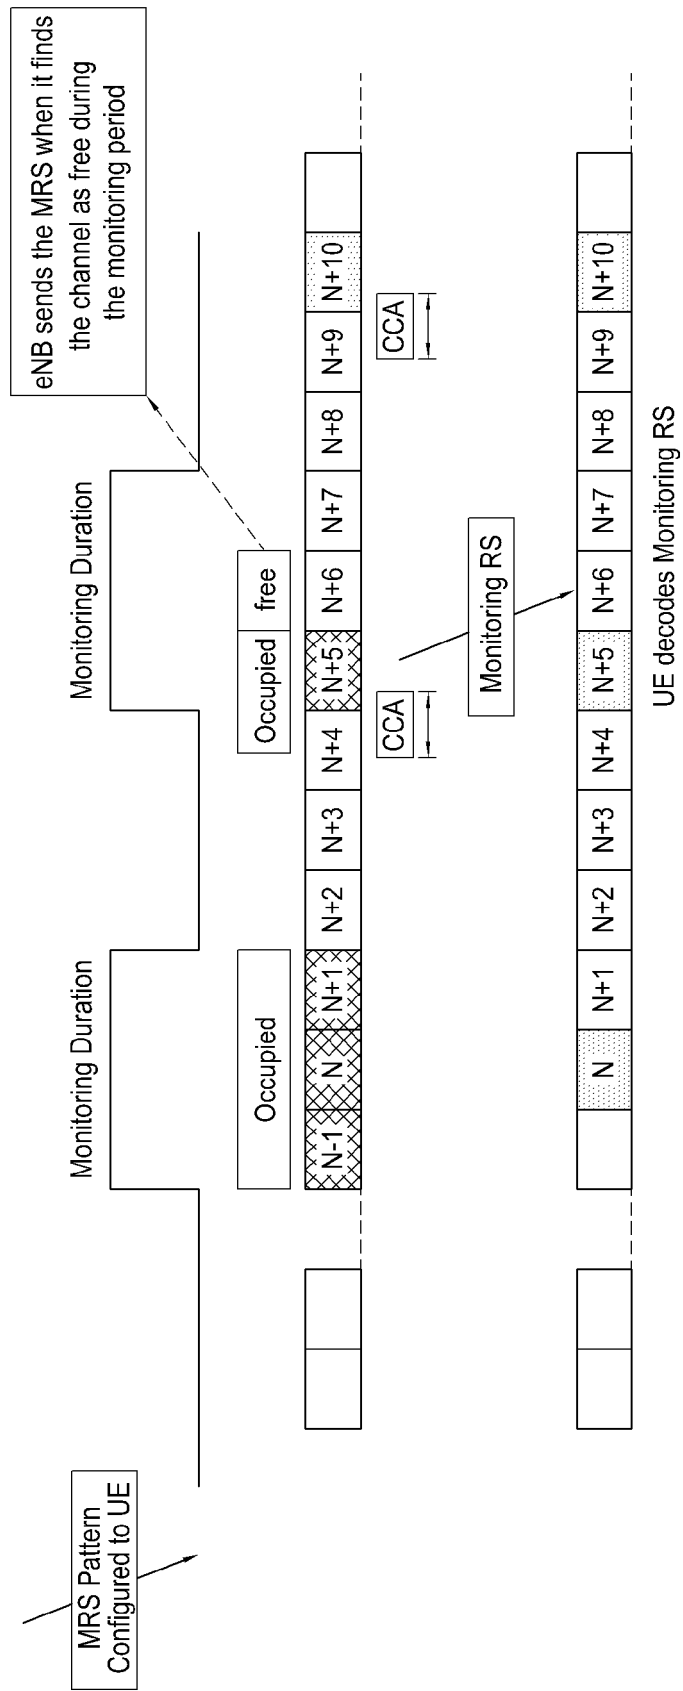 MRS Pattern
Configured to UE
Monitoring Duration
Monitoring Duration
eNB sends the MRS when it finds
the channel as free during
the monitoring period
Occupied
Occupied
free
N-1
N
N+1
N+2
N+3
N+4
N+5
N+6
N+7
N+8
N+9
N+10
CCA
CCA
Monitoring RS
N
N+1
N+2
N+3
N+4
N+5
N+6
N+7
N+8
N+9
N+10
UE decodes Monitoring RS